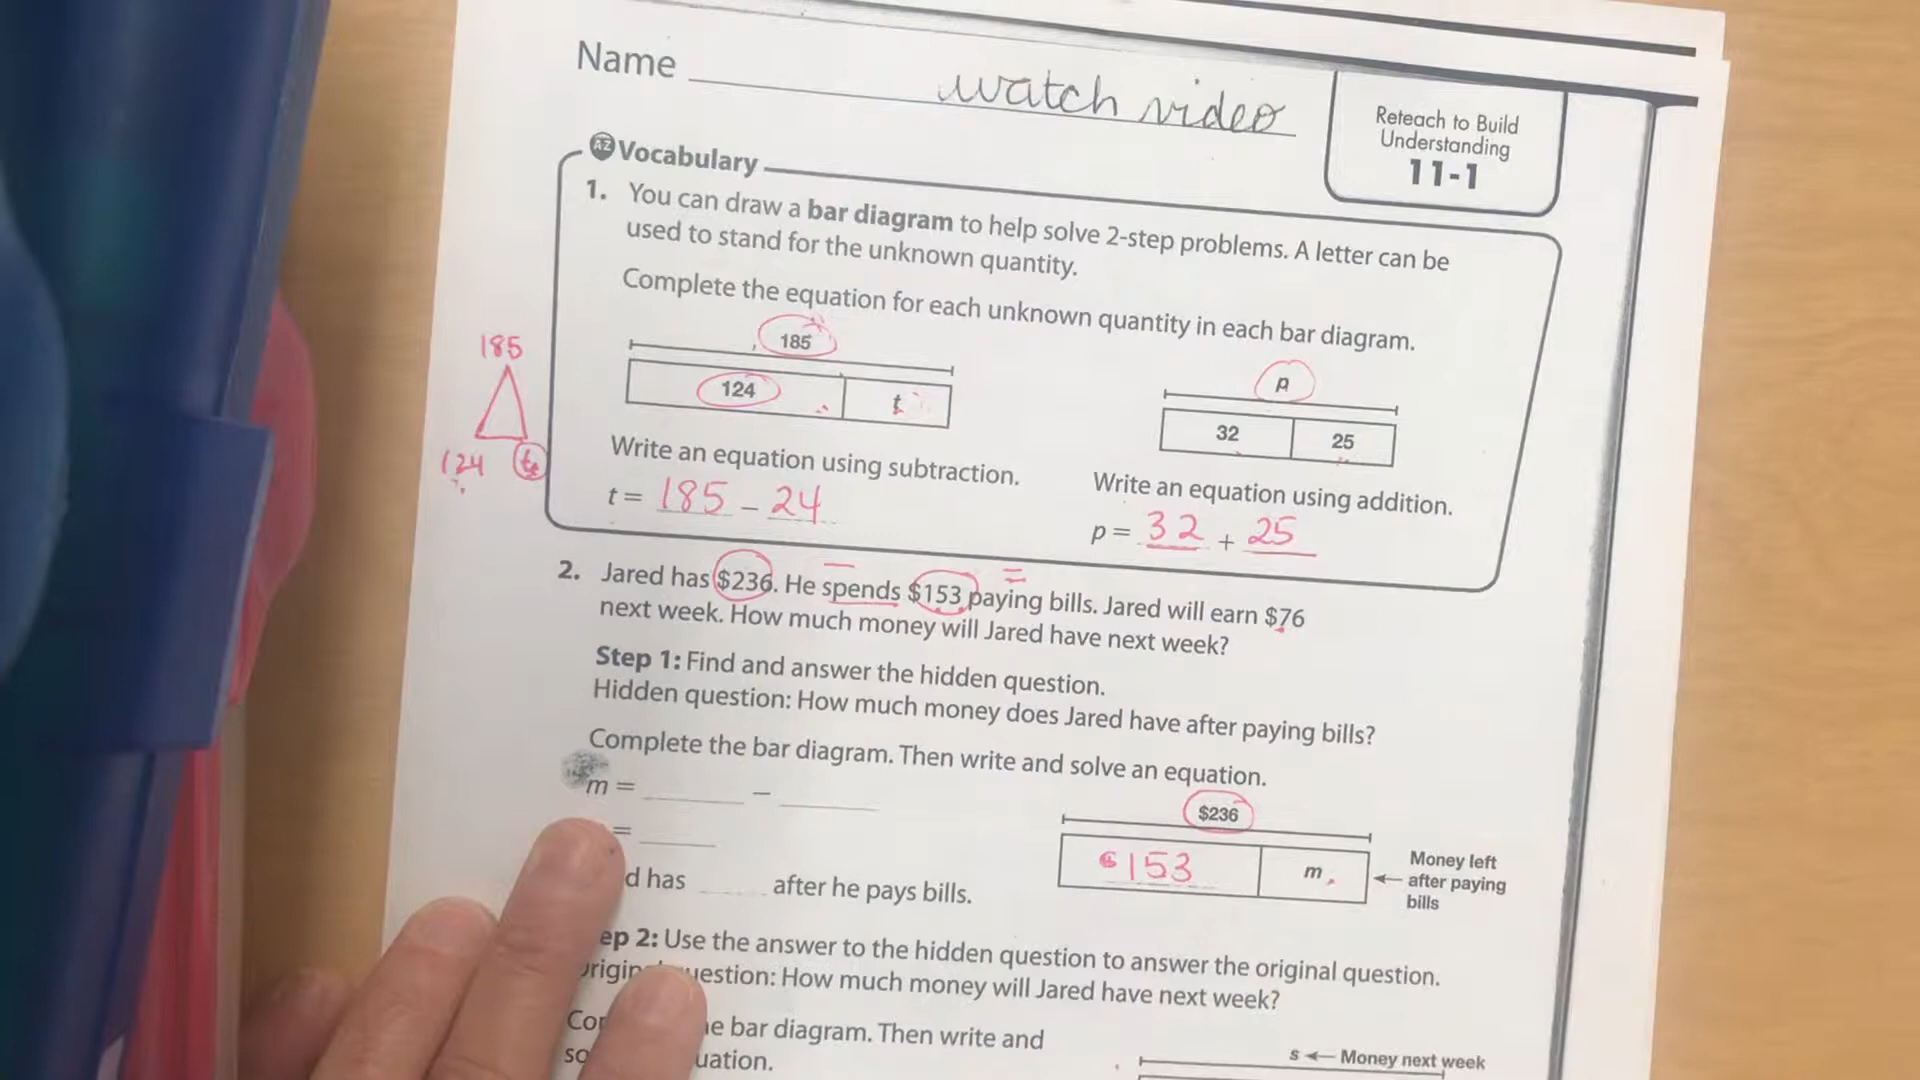 Name watch video
Reteach to Build
Understanding
11-1
AZ Vocabulary
1. You can draw a bar diagram to help solve 2-step problems. A letter can be
used to stand for the unknown quantity.
Complete the equation for each unknown quantity in each bar diagram.
185
124 t
185
124 t
p
32 25
Write an equation using subtraction.
t = 185 - 24
Write an equation using addition.
p = 32 + 25
2. Jared has $236. He spends $153 paying bills. Jared will earn $76
next week. How much money will Jared have next week?
Step 1: Find and answer the hidden question.
Hidden question: How much money does Jared have after paying bills?
Complete the bar diagram. Then write and solve an equation.
m = ____ - ____
= ____
$236
$153 m
Money left
after paying
bills
d has ____ after he pays bills.
ep 2: Use the answer to the hidden question to answer the original question.
uestion: How much money will Jared have next week?
bar diagram. Then write and
uation.
s ← Money next week